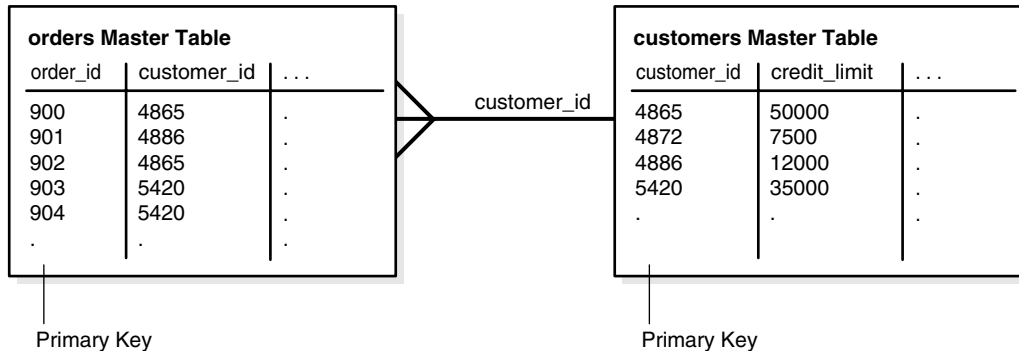 orders Master Table
order_id customer_id . . .
900 4865 .
901 4886 .
902 4865 .
903 5420 .
904 5420 .
. . .
Primary Key
customer_id
customers Master Table
customer_id credit_limit . . .
4865 50000 .
4872 7500 .
4886 12000 .
5420 35000 .
. . .
.
Primary Key